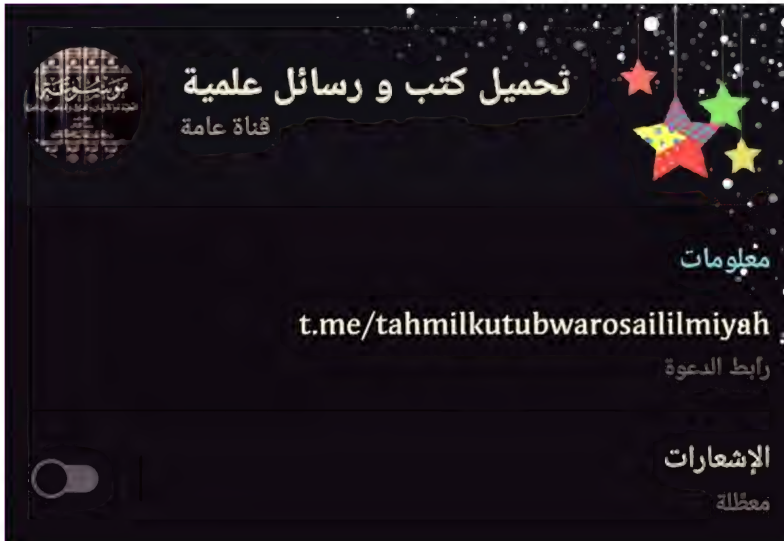 تحميل كتب و رسائل علمية
قناة عامة
معلومات
t.me/tahmilkutubwarosaililmiyah
رابط الدعوة
الإشعارات
معطلة